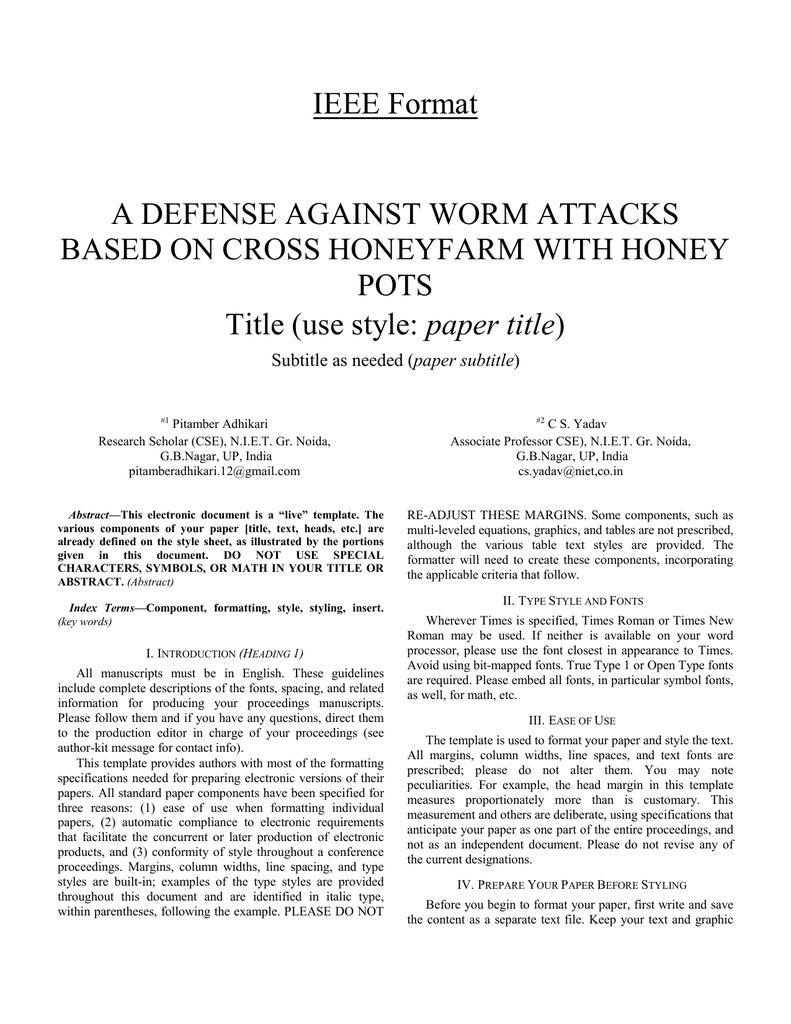 IEEE Format
A DEFENSE AGAINST WORM ATTACKS
BASED ON CROSS HONEYFARM WITH HONEY
POTS
Title (use style: paper title)
Subtitle as needed (paper subtitle)
#1 Pitamber Adhikari
Research Scholar (CSE), N.I.E.T. Gr. Noida,
G.B.Nagar, UP, India
pitamberadhikari.12@gmail.com
#2 C S. Yadav
Associate Professor CSE), N.I.E.T. Gr. Noida,
G.B.Nagar, UP, India
cs.yadav@niet,co.in
Abstract—This electronic document is a “live” template. The
various components of your paper [title, text, heads, etc.] are
already defined on the style sheet, as illustrated by the portions
given in this document. DO NOT USE SPECIAL
CHARACTERS, SYMBOLS, OR MATH IN YOUR TITLE OR
ABSTRACT. (Abstract)
Index Terms—Component, formatting, style, styling, insert.
(key words)
I. INTRODUCTION (HEADING 1)
All manuscripts must be in English. These guidelines
include complete descriptions of the fonts, spacing, and related
information for producing your proceedings manuscripts.
Please follow them and if you have any questions, direct them
to the production editor in charge of your proceedings (see
author-kit message for contact info).
This template provides authors with most of the formatting
specifications needed for preparing electronic versions of their
papers. All standard paper components have been specified for
three reasons: (1) ease of use when formatting individual
papers, (2) automatic compliance to electronic requirements
that facilitate the concurrent or later production of electronic
products, and (3) conformity of style throughout a conference
proceedings. Margins, column widths, line spacing, and type
styles are built-in; examples of the type styles are provided
throughout this document and are identified in italic type,
within parentheses, following the example. PLEASE DO NOT
RE-ADJUST THESE MARGINS. Some components, such as
multi-leveled equations, graphics, and tables are not prescribed,
although the various table text styles are provided. The
formatter will need to create these components, incorporating
the applicable criteria that follow.
II. TYPE STYLE AND FONTS
Wherever Times is specified, Times Roman or Times New
Roman may be used. If neither is available on your word
processor, please use the font closest in appearance to Times.
Avoid using bit-mapped fonts. True Type 1 or Open Type fonts
are required. Please embed all fonts, in particular symbol fonts,
as well, for math, etc.
III. EASE OF USE
The template is used to format your paper and style the text.
All margins, column widths, line spaces, and text fonts are
prescribed; please do not alter them. You may note
peculiarities. For example, the head margin in this template
measures proportionately more than is customary. This
measurement and others are deliberate, using specifications that
anticipate your paper as one part of the entire proceedings, and
not as an independent document. Please do not revise any of
the current designations.
IV. PREPARE YOUR PAPER BEFORE STYLING
Before you begin to format your paper, first write and save
the content as a separate text file. Keep your text and graphic